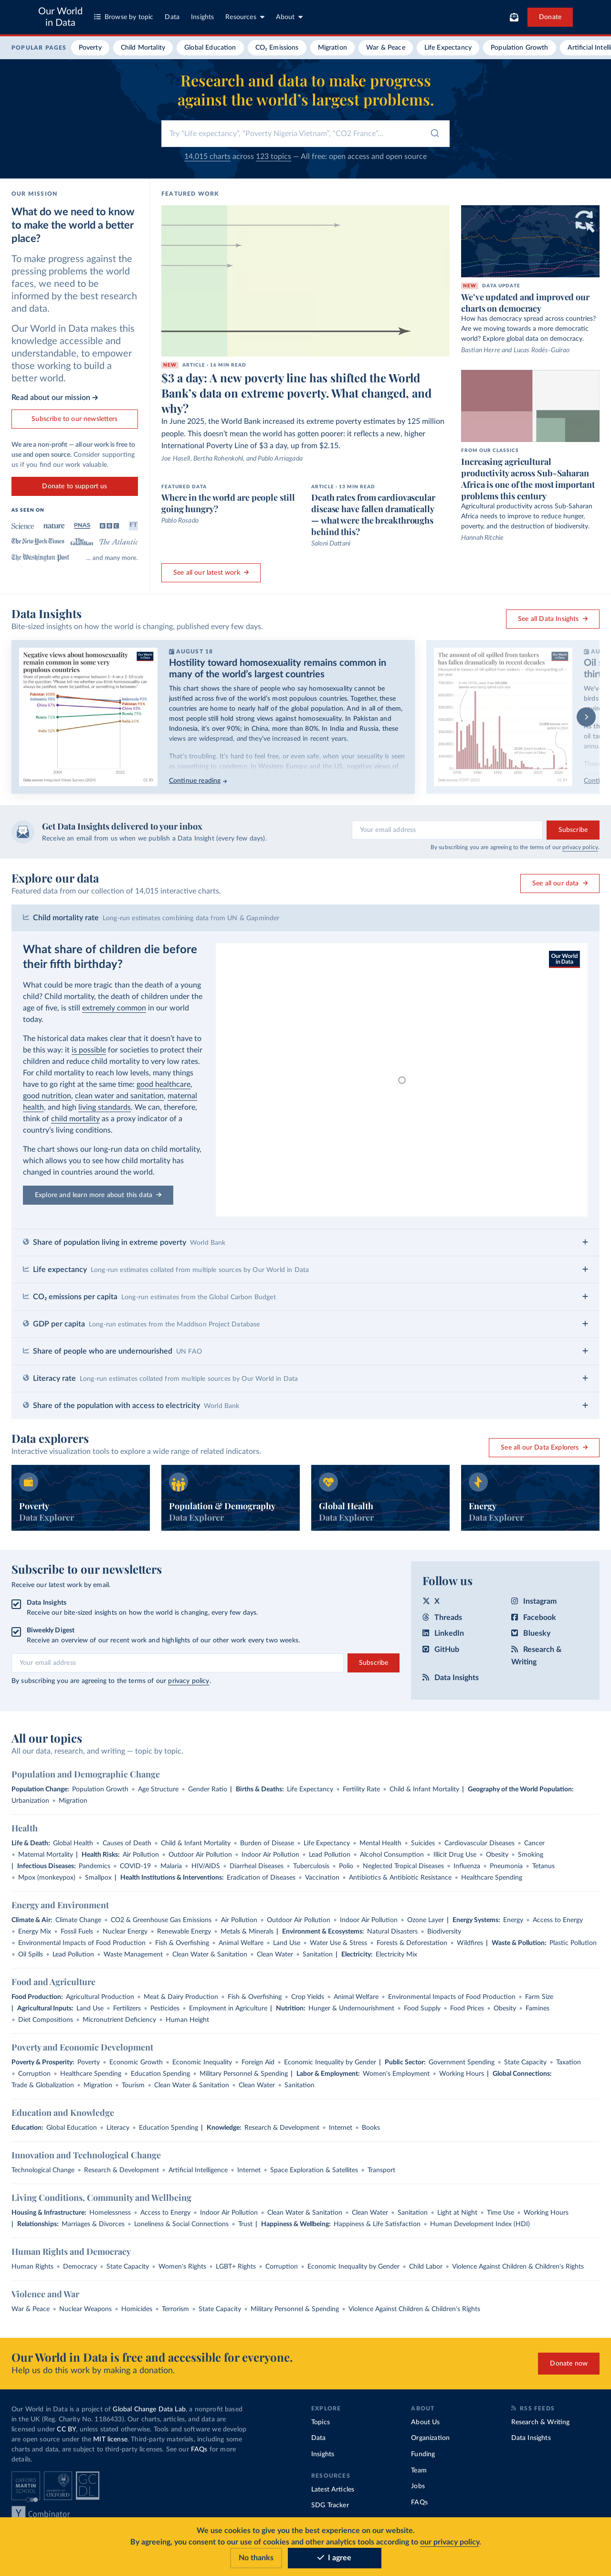 Our World
in Data
Browse by topic
Data
Insights
Resources
About
Donate
POPULAR PAGES
Poverty
Child Mortality
Global Education
CO₂ Emissions
Migration
War & Peace
Life Expectancy
Population Growth
Artificial Intelli
Research and data to make progress
against the world's largest problems.
Try "Life expectancy", "Poverty Nigeria Vietnam", "CO2 France"...
14,015 charts across 123 topics — All free: open access and open source
OUR MISSION
What do we need to know
to make the world a better
place?
To make progress against the
pressing problems the world
faces, we need to be
informed by the best research
and data.
Our World in Data makes this
knowledge accessible and
understandable, to empower
those working to build a
better world.
Read about our mission →
Subscribe to our newsletters
We are a non-profit — all our work is free to
use and open source. Consider supporting
us if you find our work valuable.
Donate to support us
AS SEEN ON
Science
nature
PNAS
BBC
FT
The New York Times
The Guardian
The Atlantic
The Washington Post
... and many more.
FEATURED WORK
NEW ARTICLE · 16 MIN READ
$3 a day: A new poverty line has shifted the World
Bank's data on extreme poverty. What changed, and
why?
In June 2025, the World Bank increased its extreme poverty estimates by 125 million
people. This doesn't mean the world has gotten poorer: it reflects a new, higher
International Poverty Line of $3 a day, up from $2.15.
Joe Hasell, Bertha Rohenkohl, and Pablo Arriagada
FEATURED DATA
Where in the world are people still
going hungry?
Pablo Rosado
ARTICLE · 13 MIN READ
Death rates from cardiovascular
disease have fallen dramatically
— what were the breakthroughs
behind this?
Saloni Dattani
See all our latest work →
NEW DATA UPDATE
We've updated and improved our
charts on democracy
How has democracy spread across countries?
Are we moving towards a more democratic
world? Explore global data on democracy.
Bastian Herre and Lucas Rodés-Guirao
FROM OUR CLASSICS
Increasing agricultural
productivity across Sub-Saharan
Africa is one of the most important
problems this century
Agricultural productivity across Sub-Saharan
Africa needs to improve to reduce hunger,
poverty, and the destruction of biodiversity.
Hannah Ritchie
Data Insights
Bite-sized insights on how the world is changing, published every few days.
See all Data Insights →
Negative views about homosexuality
remain common in some very
populous countries
AUGUST 18
Hostility toward homosexuality remains common in
many of the world's largest countries
This chart shows the share of people who say homosexuality cannot be
justified across five of the world's most populous countries. Together, these
countries are home to nearly half of the global population. And in all of them,
most people still hold strong views against homosexuality. In Pakistan and
Indonesia, it's over 90%; in China, more than 80%. In India and Russia, these
views are widespread, and they've increased in recent years.
That's troubling. It's hard to feel free, or even safe, when your sexuality is seen
as something to condemn. In Western Europe and the US, negative views of
Continue reading →
The amount of oil spilled from tankers
has fallen dramatically in recent decades
Get Data Insights delivered to your inbox
Receive an email from us when we publish a Data Insight (every few days).
Your email address
Subscribe
By subscribing you are agreeing to the terms of our privacy policy.
Explore our data
Featured data from our collection of 14,015 interactive charts.
See all our data →
Child mortality rate Long-run estimates combining data from UN & Gapminder
What share of children die before
their fifth birthday?
What could be more tragic than the death of a young
child? Child mortality, the death of children under the
age of five, is still extremely common in our world
today.
The historical data makes clear that it doesn't have to
be this way: it is possible for societies to protect their
children and reduce child mortality to very low rates.
For child mortality to reach low levels, many things
have to go right at the same time: good healthcare,
good nutrition, clean water and sanitation, maternal
health, and high living standards. We can, therefore,
think of child mortality as a proxy indicator of a
country's living conditions.
The chart shows our long-run data on child mortality,
which allows you to see how child mortality has
changed in countries around the world.
Explore and learn more about this data →
Our World
in Data
Share of population living in extreme poverty World Bank
Life expectancy Long-run estimates collated from multiple sources by Our World in Data
CO₂ emissions per capita Long-run estimates from the Global Carbon Budget
GDP per capita Long-run estimates from the Maddison Project Database
Share of people who are undernourished UN FAO
Literacy rate Long-run estimates collated from multiple sources by Our World in Data
Share of the population with access to electricity World Bank
Data explorers
Interactive visualization tools to explore a wide range of related indicators.
See all our Data Explorers →
Poverty
Data Explorer
Population & Demography
Data Explorer
Global Health
Data Explorer
Energy
Data Explorer
Subscribe to our newsletters
Receive our latest work by email.
Data Insights
Receive our bite-sized insights on how the world is changing, every few days.
Biweekly Digest
Receive an overview of our recent work and highlights of our other work every two weeks.
Your email address
Subscribe
By subscribing you are agreeing to the terms of our privacy policy.
Follow us
X
Instagram
Threads
Facebook
LinkedIn
Bluesky
GitHub
Research &
Writing
Data Insights
All our topics
All our data, research, and writing — topic by topic.
Population and Demographic Change
Population Change: Population Growth • Age Structure • Gender Ratio | Births & Deaths: Life Expectancy • Fertility Rate • Child & Infant Mortality | Geography of the World Population:
Urbanization • Migration
Health
Life & Death: Global Health • Causes of Death • Child & Infant Mortality • Burden of Disease • Life Expectancy • Mental Health • Suicides • Cardiovascular Diseases • Cancer
• Maternal Mortality | Health Risks: Air Pollution • Outdoor Air Pollution • Indoor Air Pollution • Lead Pollution • Alcohol Consumption • Illicit Drug Use • Obesity • Smoking
| Infectious Diseases: Pandemics • COVID-19 • Malaria • HIV/AIDS • Diarrheal Diseases • Tuberculosis • Polio • Neglected Tropical Diseases • Influenza • Pneumonia • Tetanus
• Mpox (monkeypox) • Smallpox | Health Institutions & Interventions: Eradication of Diseases • Vaccination • Antibiotics & Antibiotic Resistance • Healthcare Spending
Energy and Environment
Climate & Air: Climate Change • CO2 & Greenhouse Gas Emissions • Air Pollution • Outdoor Air Pollution • Indoor Air Pollution • Ozone Layer | Energy Systems: Energy • Access to Energy
• Energy Mix • Fossil Fuels • Nuclear Energy • Renewable Energy • Metals & Minerals | Environment & Ecosystems: Natural Disasters • Biodiversity
• Environmental Impacts of Food Production • Fish & Overfishing • Animal Welfare • Land Use • Water Use & Stress • Forests & Deforestation • Wildfires | Waste & Pollution: Plastic Pollution
• Oil Spills • Lead Pollution • Waste Management • Clean Water & Sanitation • Clean Water • Sanitation | Electricity: Electricity Mix
Food and Agriculture
Food Production: Agricultural Production • Meat & Dairy Production • Fish & Overfishing • Crop Yields • Animal Welfare • Environmental Impacts of Food Production • Farm Size
| Agricultural Inputs: Land Use • Fertilizers • Pesticides • Employment in Agriculture | Nutrition: Hunger & Undernourishment • Food Supply • Food Prices • Obesity • Famines
• Diet Compositions • Micronutrient Deficiency • Human Height
Poverty and Economic Development
Poverty & Prosperity: Poverty • Economic Growth • Economic Inequality • Foreign Aid • Economic Inequality by Gender | Public Sector: Government Spending • State Capacity • Taxation
• Corruption • Healthcare Spending • Education Spending • Military Personnel & Spending | Labor & Employment: Women's Employment • Working Hours | Global Connections:
Trade & Globalization • Migration • Tourism • Clean Water & Sanitation • Clean Water • Sanitation
Education and Knowledge
Education: Global Education • Literacy • Education Spending | Knowledge: Research & Development • Internet • Books
Innovation and Technological Change
Technological Change • Research & Development • Artificial Intelligence • Internet • Space Exploration & Satellites • Transport
Living Conditions, Community and Wellbeing
Housing & Infrastructure: Homelessness • Access to Energy • Indoor Air Pollution • Clean Water & Sanitation • Clean Water • Sanitation • Light at Night • Time Use • Working Hours
| Relationships: Marriages & Divorces • Loneliness & Social Connections • Trust | Happiness & Wellbeing: Happiness & Life Satisfaction • Human Development Index (HDI)
Human Rights and Democracy
Human Rights • Democracy • State Capacity • Women's Rights • LGBT+ Rights • Corruption • Economic Inequality by Gender • Child Labor • Violence Against Children & Children's Rights
Violence and War
War & Peace • Nuclear Weapons • Homicides • Terrorism • State Capacity • Military Personnel & Spending • Violence Against Children & Children's Rights
Our World in Data is free and accessible for everyone.
Help us do this work by making a donation.
Donate now
Our World in Data is a project of Global Change Data Lab, a nonprofit based
in the UK (Reg. Charity No. 1186433). Our charts, articles, and data are
licensed under CC BY, unless stated otherwise. Tools and software we develop
are open source under the MIT license. Third-party materials, including some
charts and data, are subject to third-party licenses. See our FAQs for more
details.
OXFORD
MARTIN
SCHOOL
UNIVERSITY OF
OXFORD
GC
DL
Y Combinator
EXPLORE
Topics
Data
Insights
RESOURCES
Latest Articles
SDG Tracker
ABOUT
About Us
Organization
Funding
Team
Jobs
FAQs
RSS FEEDS
Research & Writing
Data Insights
We use cookies to give you the best experience on our website.
By agreeing, you consent to our use of cookies and other analytics tools according to our privacy policy.
No thanks
I agree